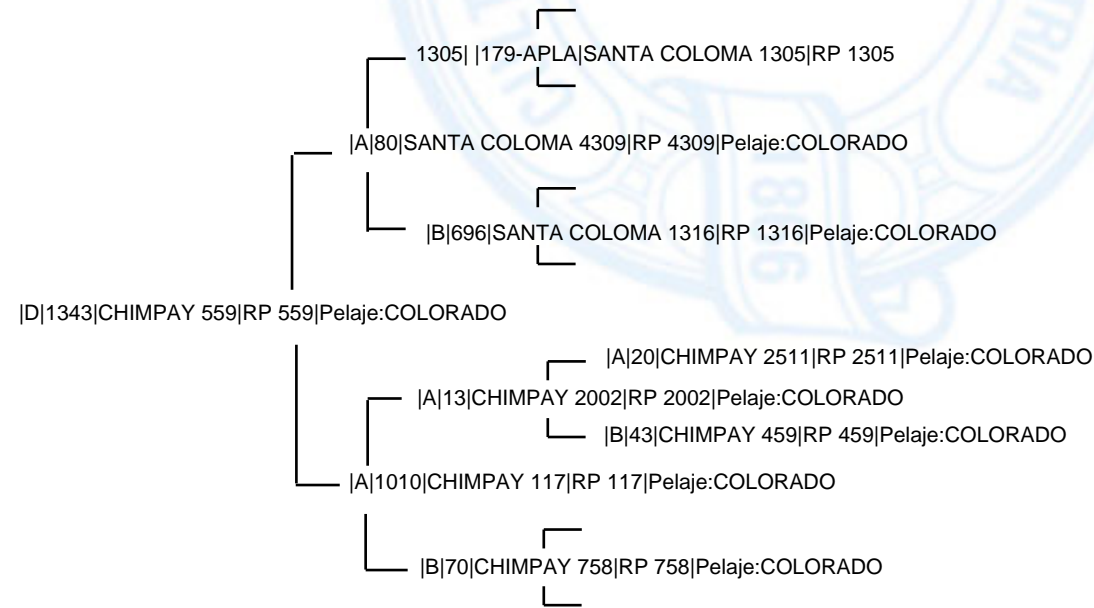 1305| |179-APLA|SANTA COLOMA 1305|RP 1305
|A|80|SANTA COLOMA 4309|RP 4309|Pelaje:COLORADO
|B|696|SANTA COLOMA 1316|RP 1316|Pelaje:COLORADO
|D|1343|CHIMPAY 559|RP 559|Pelaje:COLORADO
|A|20|CHIMPAY 2511|RP 2511|Pelaje:COLORADO
|A|13|CHIMPAY 2002|RP 2002|Pelaje:COLORADO
|B|43|CHIMPAY 459|RP 459|Pelaje:COLORADO
|A|1010|CHIMPAY 117|RP 117|Pelaje:COLORADO
|B|70|CHIMPAY 758|RP 758|Pelaje:COLORADO
1866